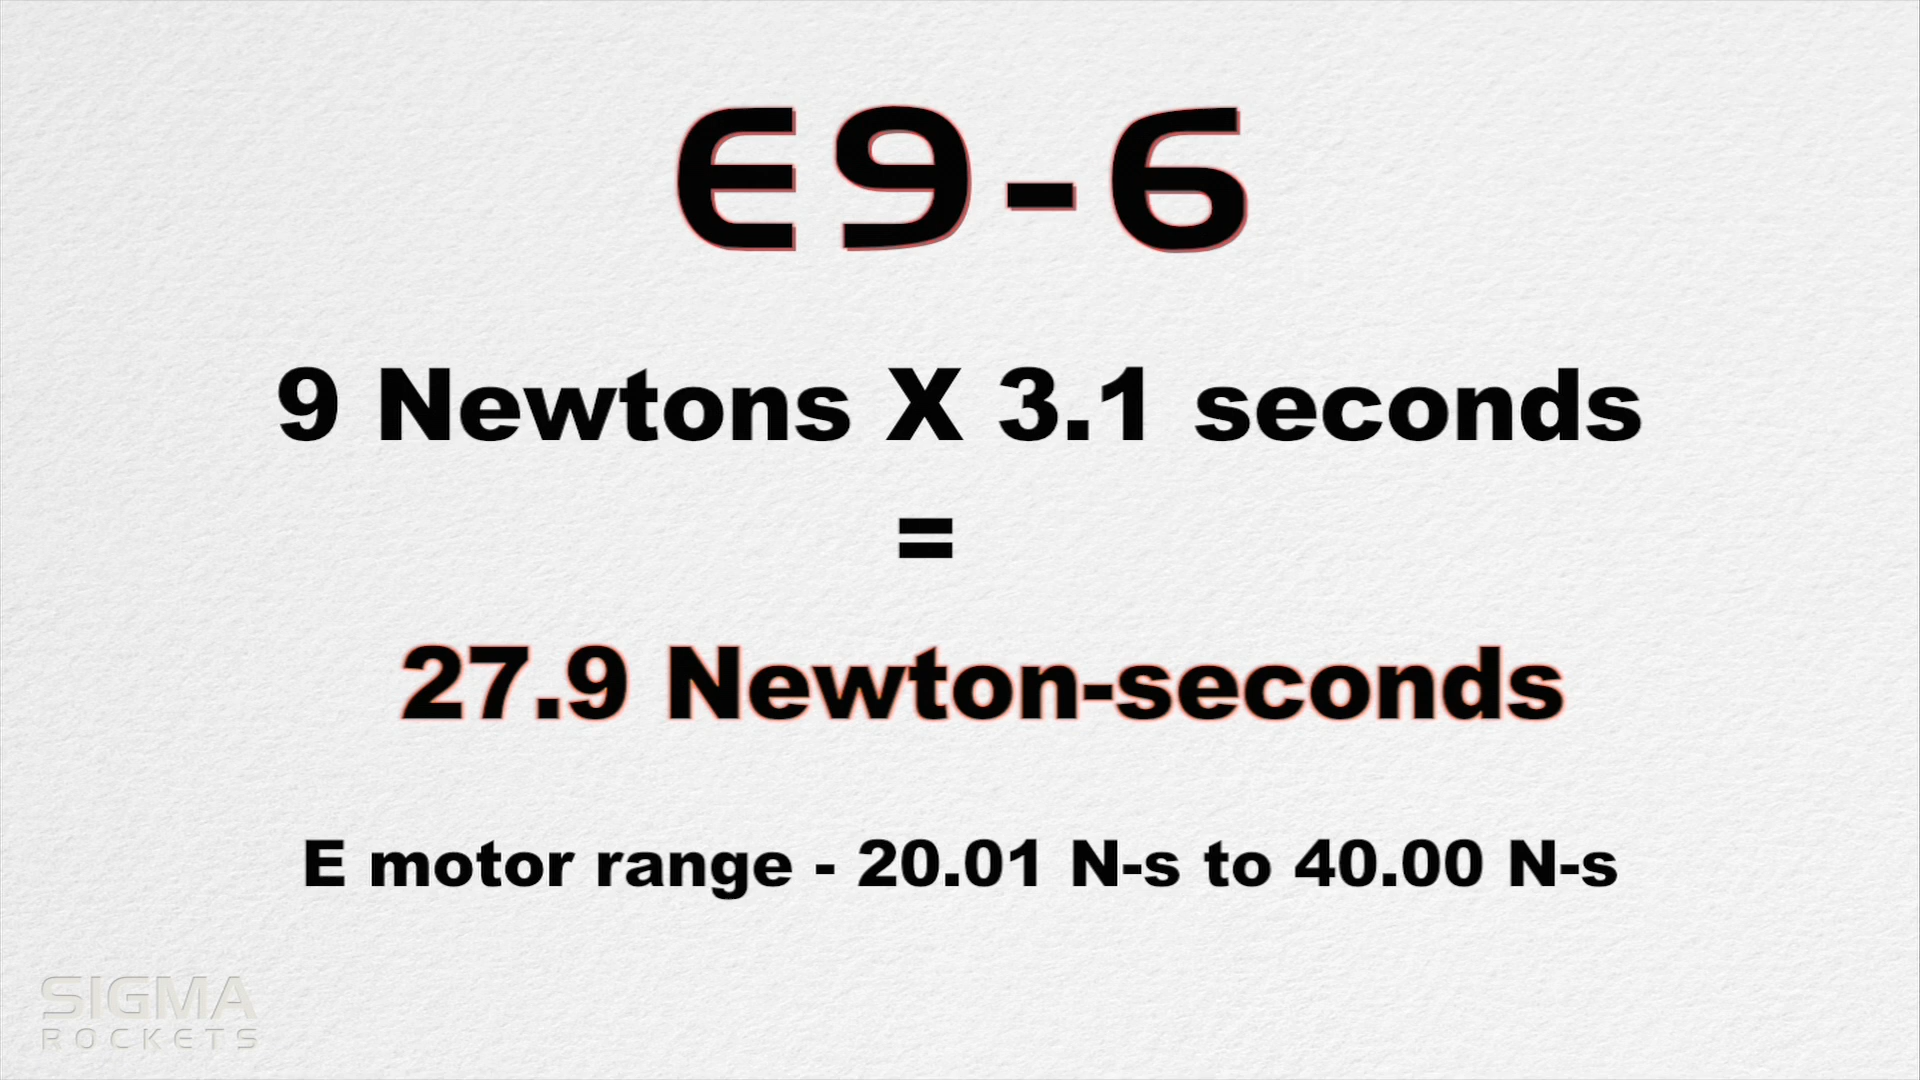 E9-6
9 Newtons X 3.1 seconds
=
27.9 Newton-seconds
E motor range - 20.01 N-s to 40.00 N-s
SIGMA
ROCKETS